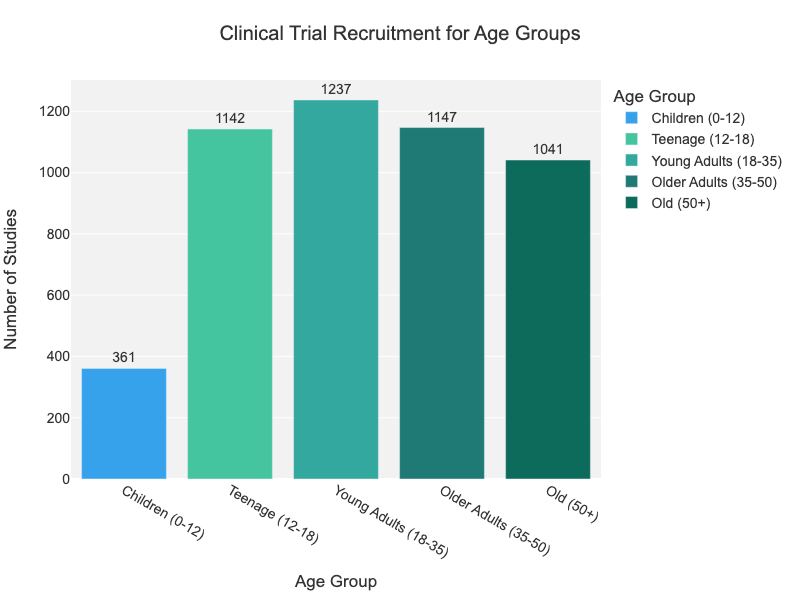 Clinical Trial Recruitment for Age Groups
1237
1142
1147
1041
361
1200
1000
800
600
400
200
0
Number of Studies
Children (0-12)
Teenage (12-18)
Young Adults (18-35)
Older Adults (35-50)
Old (50+)
Age Group
Age Group
Children (0-12)
Teenage (12-18)
Young Adults (18-35)
Older Adults (35-50)
Old (50+)